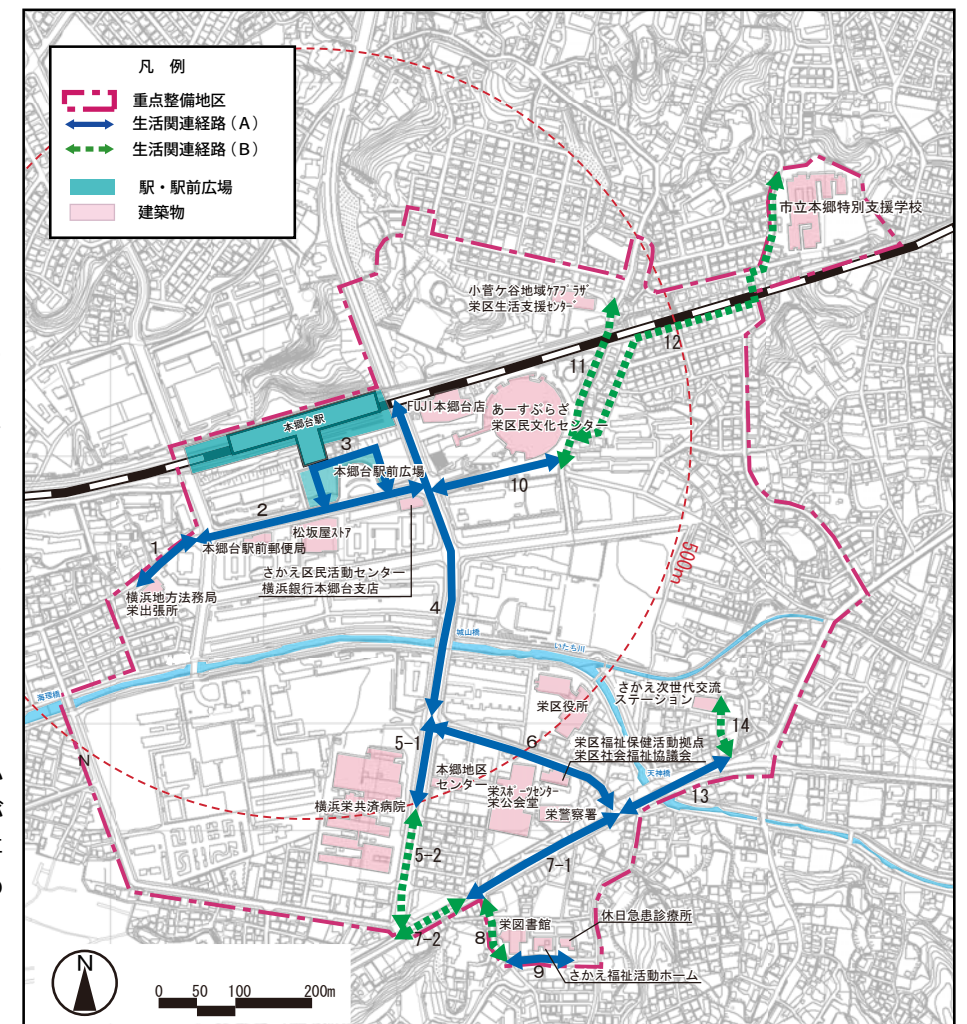 凡 例
重点整備地区
生活関連経路(A)
生活関連経路(B)
駅・駅前広場
建築物
市立本郷特別支援学校
小菅ケ谷地域ケアプラザ
栄区生活支援センター
12
11
FUJI本郷台店
あーすぷらざ
栄区民文化センター
本郷台駅
3
本郷台駅前広場
10
2
松坂屋ストア
本郷台駅前郵便局
1
さかえ区民活動センター
横浜銀行本郷台支店
横浜地方法務局
栄出張所
500m
4
城山橋
いたち川
海里橋
さかえ次世代交流
ステーション
栄区役所
14
5-1
6
栄区福祉保健活動拠点
栄区社会福祉協議会
本郷地区
センター
天神橋
13
栄スポーツセンター
栄公会堂
横浜栄共済病院
栄警察署
5-2
7-1
7-2
8
栄図書館
休日急患診療所
9
さかえ福祉活動ホーム
N
N
0 50 100 200m